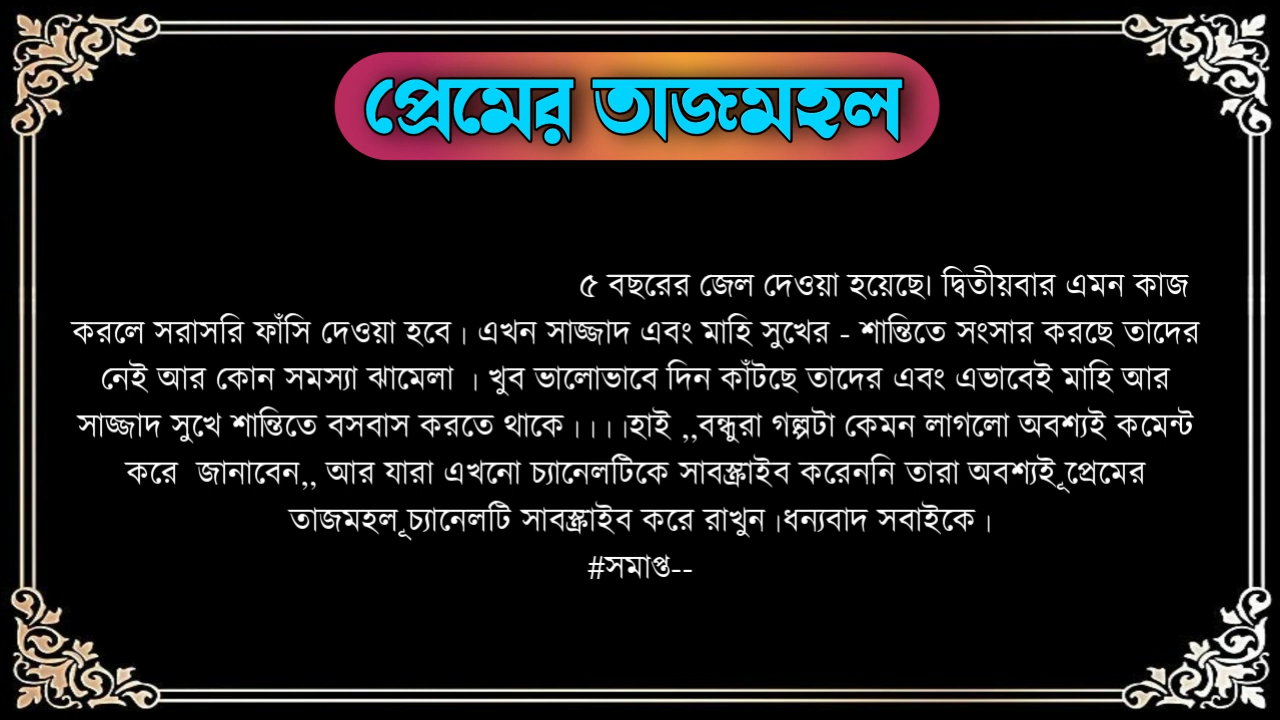 প্রেমের তাজমহল
৫ বছরের জেল দেওয়া হয়েছে। দ্বিতীয়বার এমন কাজ
করলে সরাসরি ফাঁসি দেওয়া হবে। এখন সাজ্জাদ এবং মাহি সুখের - শান্তিতে সংসার করছে তাদের
নেই আর কোন সমস্যা ঝামেলা । খুব ভালোভাবে দিন কাঁটছে তাদের এবং এভাবেই মাহি আর
সাজ্জাদ সুখে শান্তিতে বসবাস করতে থাকে।।।।হাই ,,বন্ধুরা গল্পটা কেমন লাগলো অবশ্যই কমেন্ট
করে জানাবেন,, আর যারা এখনো চ্যানেলটিকে সাবস্ক্রাইব করেননি তারা অবশ্যই ূপ্রেমের
তাজমহল ূচ্যানেলটি সাবস্ক্রাইব করে রাখুন।ধন্যবাদ সবাইকে।
#সমাপ্ত--